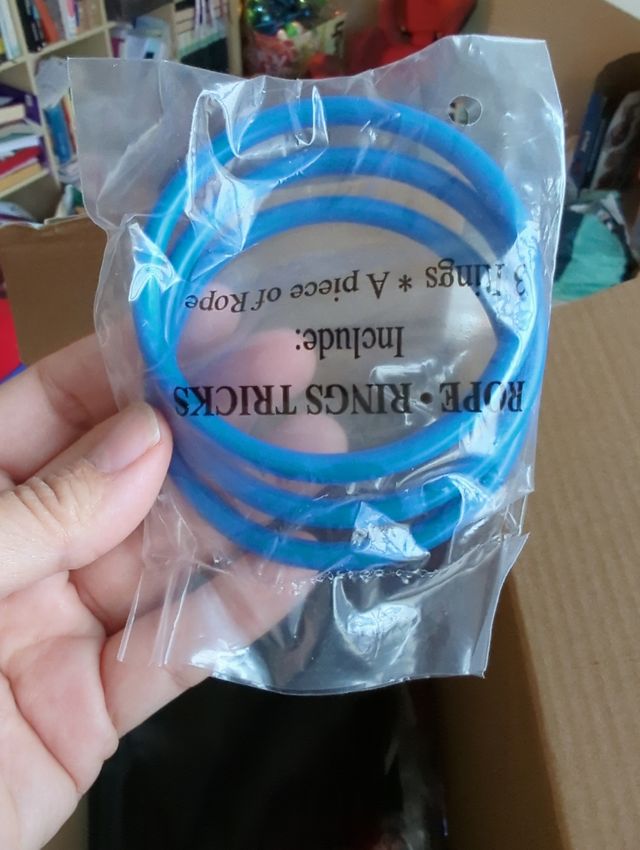 ROPE • RINGS TRICKS
Include:
3 Rings * A piece of Rope